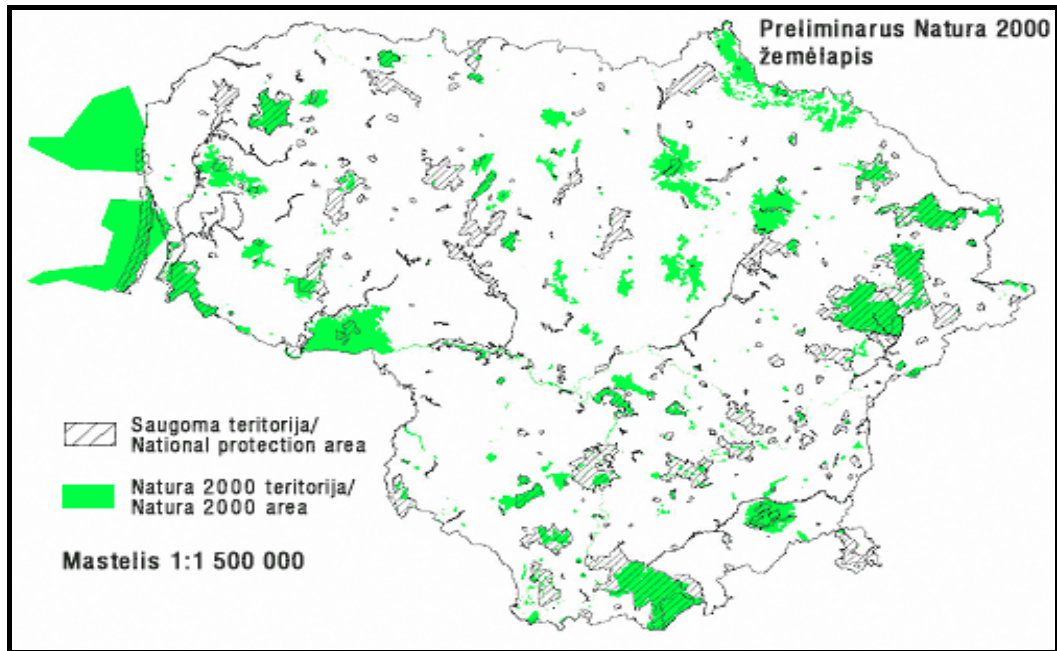 Preliminarus Natura 2000
žemėlapis
Saugoma teritorija/
National protection area
Natura 2000 teritorija/
Natura 2000 area
Mastelis 1:1 500 000